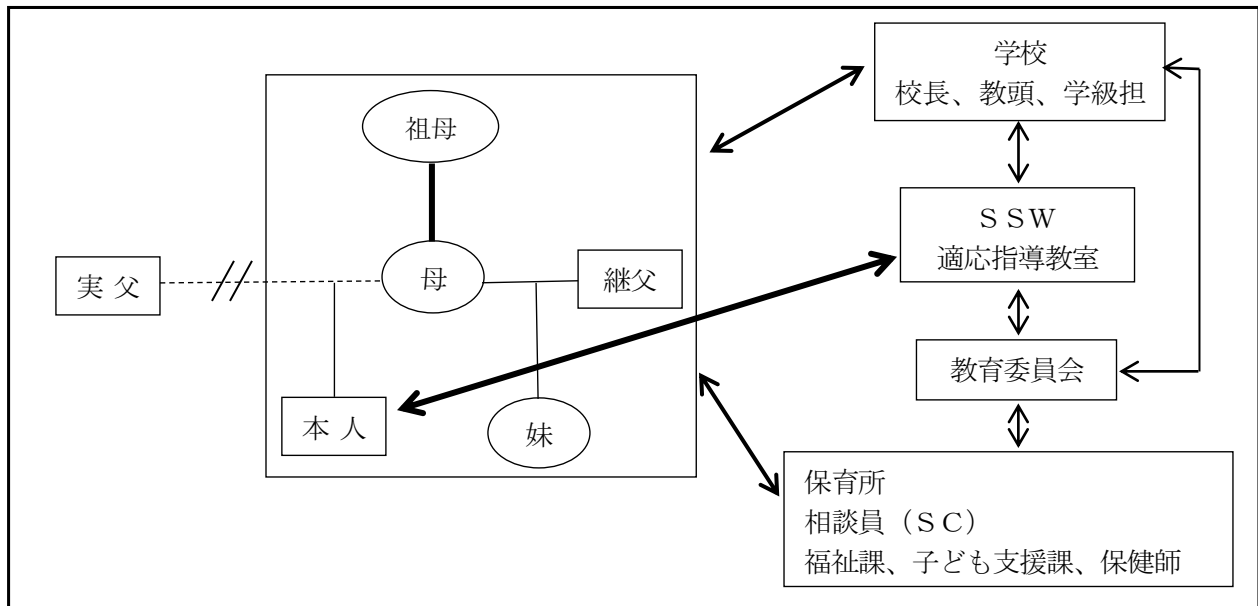 学校
校長、教頭、学級担
祖母
ＳＳＷ
適応指導教室
実 父
母
継父
教育委員会
本 人
妹
保育所
相談員（ＳＣ）
福祉課、子ども支援課、保健師